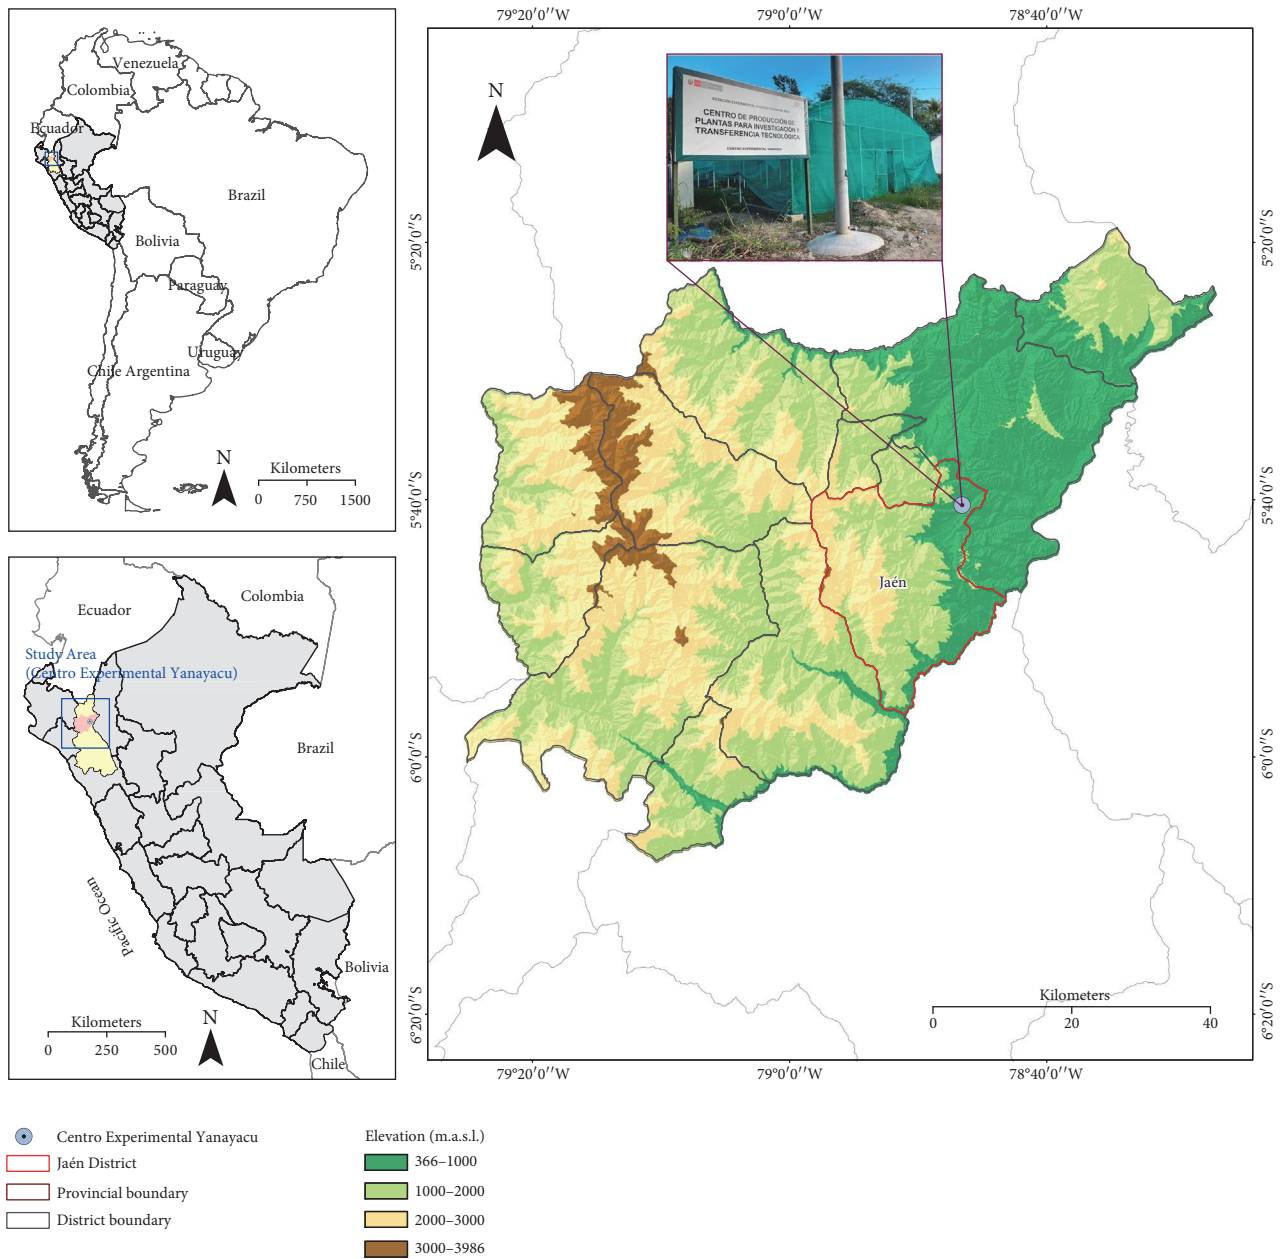 Venezuela
Colombia
Ecuador
Brazil
Bolivia
Paraguay
Uruguay
Chile Argentina
N
Kilometers
0 750 1500
Ecuador
Colombia
Study Area
(Centro Experimental Yanayacu)
Brazil
Pacific Ocean
Bolivia
Kilometers
0 250 500
N
Chile
79°20′0′′W 79°0′0′′W 78°40′0′′W
N
CENTRO DE PRODUCCIÓN DE
PLANTAS PARA INVESTIGACIÓN Y
TRANSFERENCIA TECNOLÓGICA
CENTRO EXPERIMENTAL YANAYACU
5°20′0′′S 5°20′0′′S
5°40′0′′S 5°40′0′′S
Jaén
6°0′0′′S 6°0′0′′S
6°20′0′′S 6°20′0′′S
Kilometers
0 20 40
79°20′0′′W 79°0′0′′W 78°40′0′′W
Centro Experimental Yanayacu
Jaén District
Provincial boundary
District boundary
Elevation (m.a.s.l.)
366–1000
1000–2000
2000–3000
3000–3986